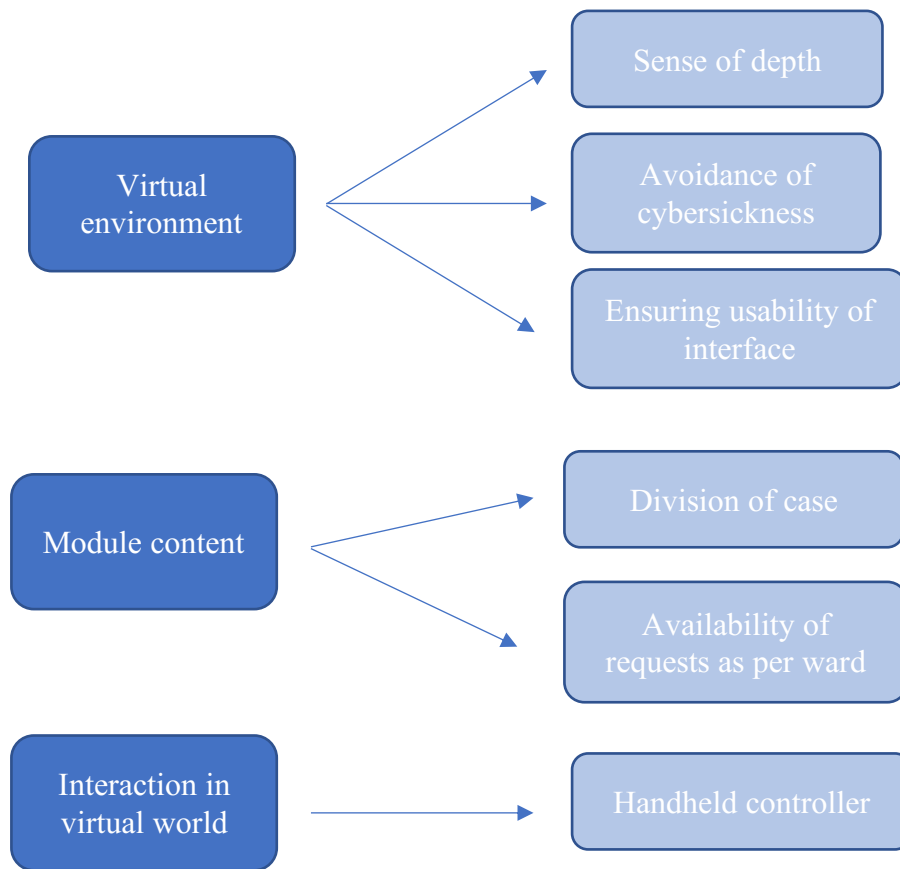 Virtual
environment
Sense of depth
Avoidance of
cybersickness
Ensuring usability of
interface
Module content
Division of case
Availability of
requests as per ward
Interaction in
virtual world
Handheld controller